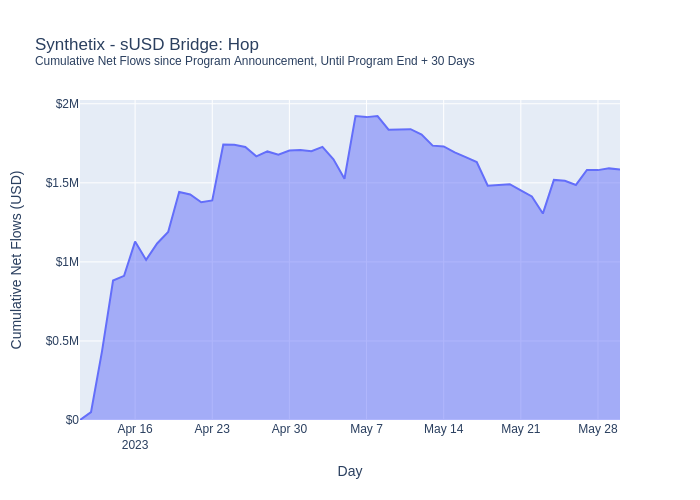 Synthetix - sUSD Bridge: Hop
Cumulative Net Flows since Program Announcement, Until Program End + 30 Days
Cumulative Net Flows (USD)
$2M
$1.5M
$1M
$0.5M
$0
Apr 16 Apr 23 Apr 30 May 7 May 14 May 21 May 28
2023
Day